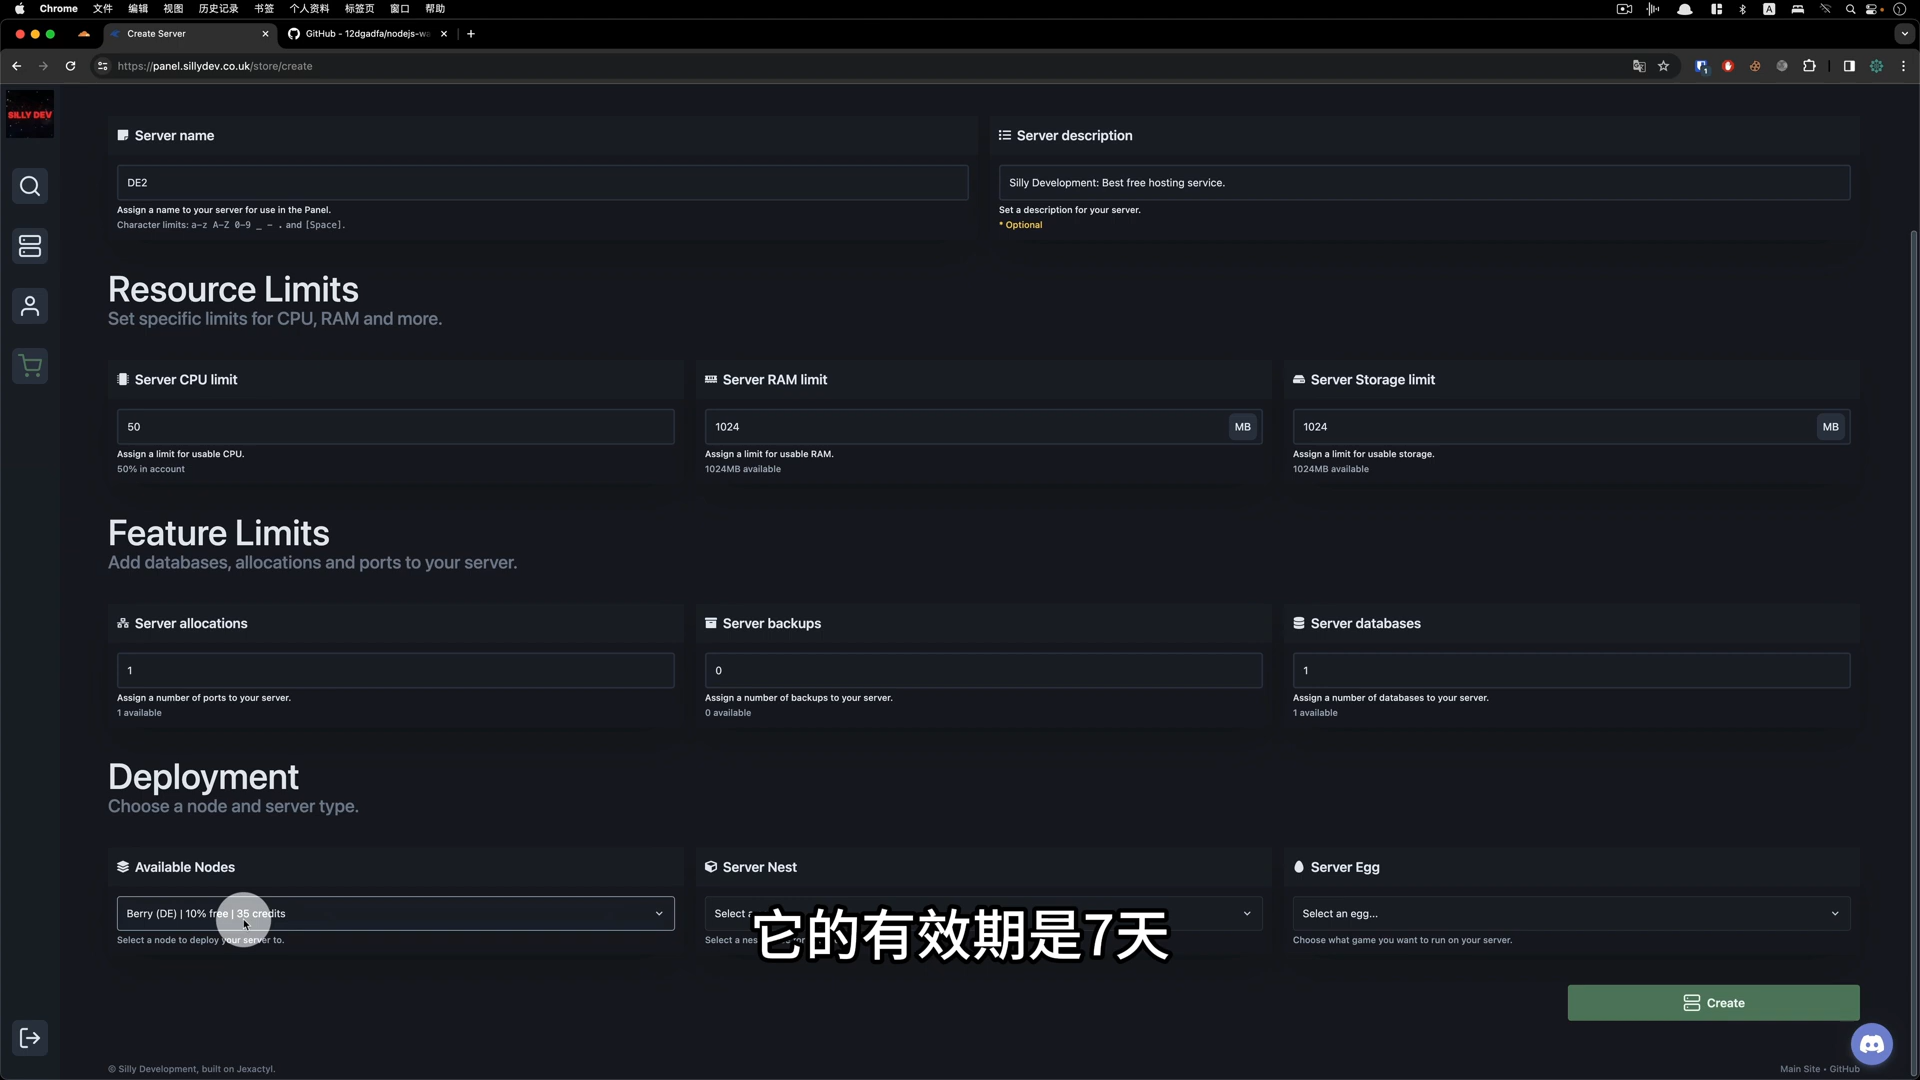 Chrome 文件 编辑 视图 历史记录 书签 个人资料 标签页 窗口 帮助
Create Server
GitHub - 12dgadfa/nodejs-wa
https://panel.sillydev.co.uk/store/create
SILLY DEV
Server name
Server description
DE2
Silly Development: Best free hosting service.
Assign a name to your server for use in the Panel.
Set a description for your server.
Character limits: a-z A-Z 0-9 _ - . and [Space].
* Optional
Resource Limits
Set specific limits for CPU, RAM and more.
Server CPU limit
Server RAM limit
Server Storage limit
50
1024 MB
1024 MB
Assign a limit for usable CPU.
Assign a limit for usable RAM.
Assign a limit for usable storage.
50% in account
1024MB available
1024MB available
Feature Limits
Add databases, allocations and ports to your server.
Server allocations
Server backups
Server databases
1
0
1
Assign a number of ports to your server.
Assign a number of backups to your server.
Assign a number of databases to your server.
1 available
0 available
1 available
Deployment
Choose a node and server type.
Available Nodes
Server Nest
Server Egg
Berry (DE) | 10% free | 35 credits
Select a
Select an egg...
它的有效期是7天
Select a node to deploy your server to.
Select a
Choose what game you want to run on your server.
Create
© Silly Development, built on Jexactyl.
Main Site • GitHub